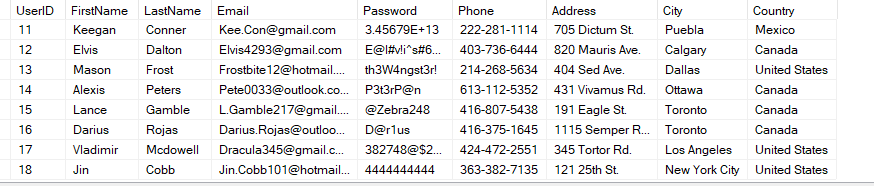 UserID FirstName LastName Email Password Phone Address City Country
11 Keegan Conner Kee.Con@gmail.com 3.45679E+13 222-281-1114 705 Dictum St. Puebla Mexico
12 Elvis Dalton Elvis4293@gmail.com E@l#v!i^s#6... 403-736-6444 820 Mauris Ave. Calgary Canada
13 Mason Frost Frostbite12@hotmail.... th3W4ngst3r! 214-268-5634 404 Sed Ave. Dallas United States
14 Alexis Peters Pete0033@outlook.co... P3t3rP@n 613-112-5352 431 Vivamus Rd. Ottawa Canada
15 Lance Gamble L.Gamble217@gmail.... @Zebra248 416-807-5438 191 Eagle St. Toronto Canada
16 Darius Rojas Darius.Rojas@outloo... D@r1us 416-375-1645 1115 Semper R... Toronto Canada
17 Vladimir Mcdowell Dracula345@gmail.c... 382748@$2... 424-472-2551 345 Tortor Rd. Los Angeles United States
18 Jin Cobb Jin.Cobb101@hotmail... 4444444444 363-382-7135 121 25th St. New York City United States